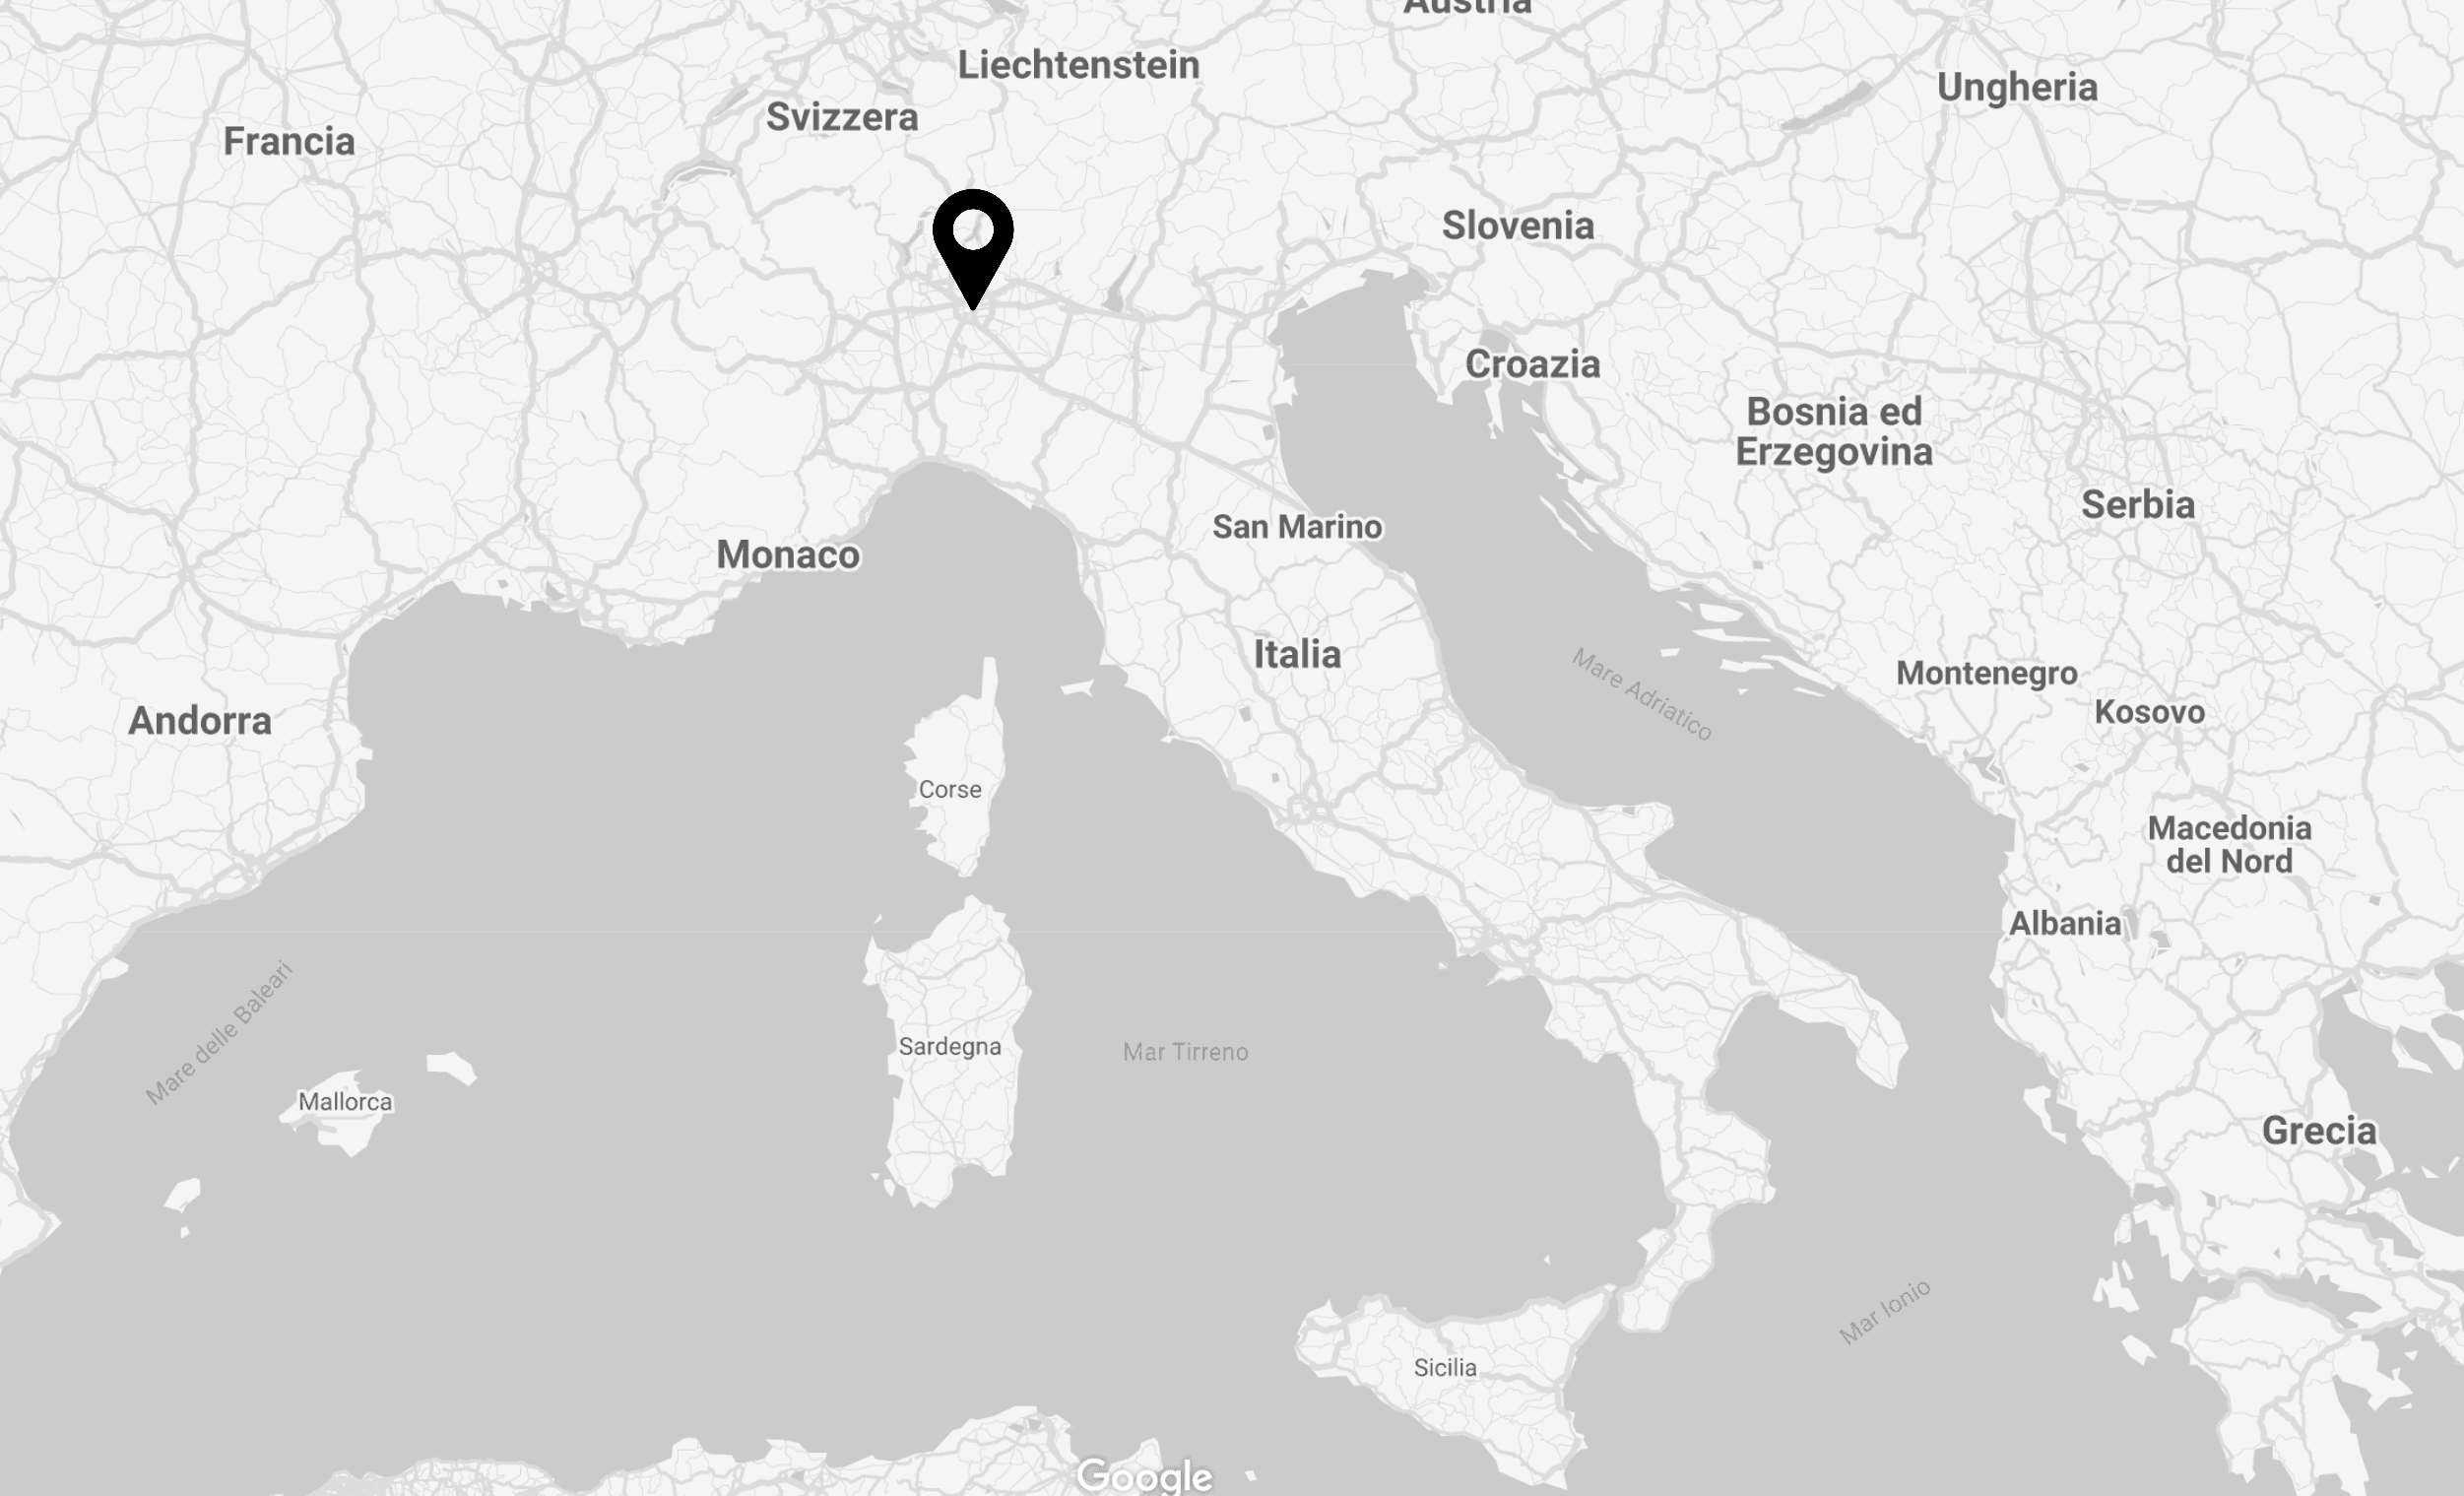 Austria
Liechtenstein
Ungheria
Svizzera
Francia
Slovenia
Croazia
Bosnia ed
Erzegovina
Serbia
San Marino
Monaco
Italia
Mare Adriatico
Montenegro
Kosovo
Andorra
Corse
Macedonia
del Nord
Albania
Mare delle Baleari
Sardegna
Mar Tirreno
Mallorca
Grecia
Mar Ionio
Sicilia
Google